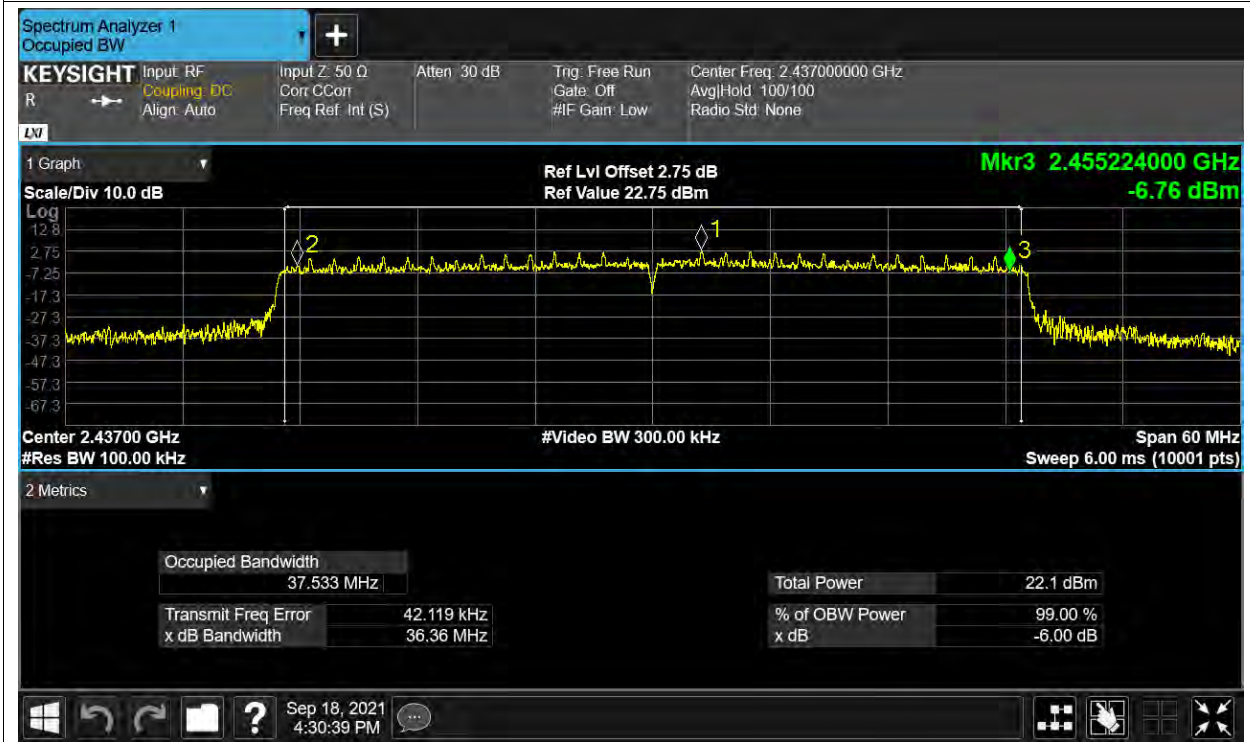 Spectrum Analyzer 1
Occupied BW
KEYSIGHT
R
LXI
Input: RF
Coupling: DC
Align: Auto
Input Z: 50 Ω
Corr CCorr
Freq Ref: Int (S)
Atten: 30 dB
Trig: Free Run
Gate: Off
#IF Gain: Low
Center Freq: 2.437000000 GHz
Avg|Hold: 100/100
Radio Std: None
1 Graph
Scale/Div 10.0 dB
Ref Lvl Offset 2.75 dB
Ref Value 22.75 dBm
Mkr3 2.455224000 GHz
-6.76 dBm
Log
12.8
2.75
-7.25
-17.3
-27.3
-37.3
-47.3
-57.3
-67.3
2
1
3
Center 2.43700 GHz
#Res BW 100.00 kHz
#Video BW 300.00 kHz
Span 60 MHz
Sweep 6.00 ms (10001 pts)
2 Metrics
Occupied Bandwidth
37.533 MHz
Transmit Freq Error 42.119 kHz
x dB Bandwidth 36.36 MHz
Total Power 22.1 dBm
% of OBW Power 99.00 %
x dB -6.00 dB
?
Sep 18, 2021
4:30:39 PM